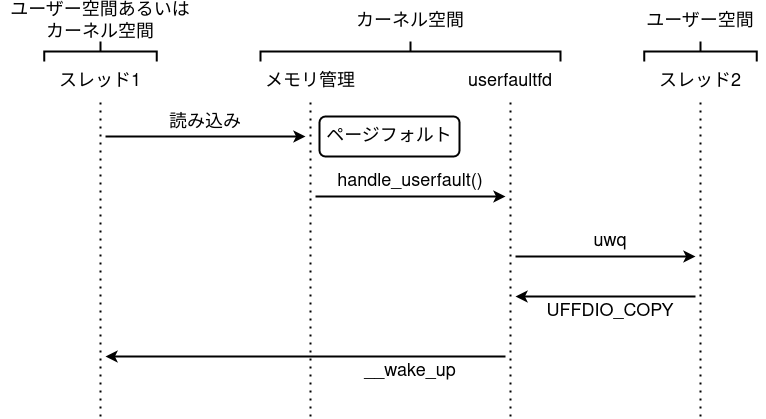 ユーザー空間あるいは
カーネル空間
カーネル空間
ユーザー空間
スレッド1
メモリ管理
userfaultfd
スレッド2
読み込み
ページフォルト
handle_userfault()
uwq
UFFDIO_COPY
__wake_up